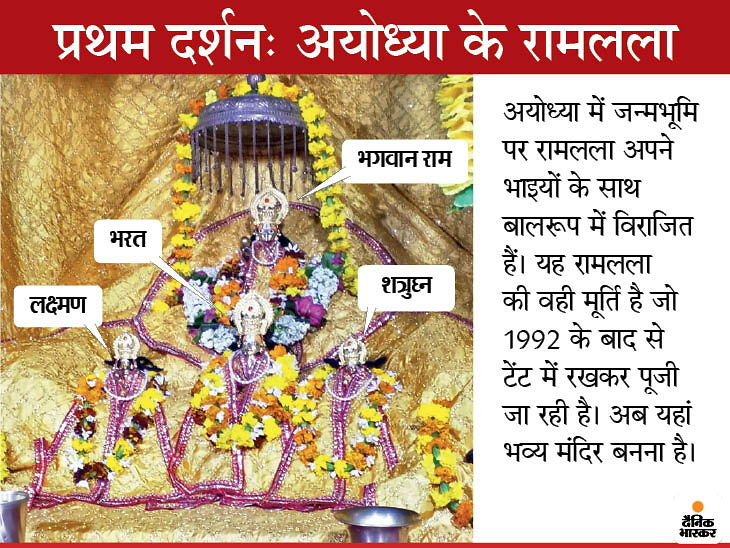 प्रथम दर्शनः अयोध्या के रामलला
भगवान राम
भरत
शत्रुघ्न
लक्ष्मण
अयोध्या में जन्मभूमि
पर रामलला अपने
भाइयों के साथ
बालरूप में विराजित
हैं। यह रामलला
की वही मूर्ति है जो
1992 के बाद से
टेंट में रखकर पूजी
जा रही है। अब यहां
भव्य मंदिर बनना है।
दैनिक
भास्कर